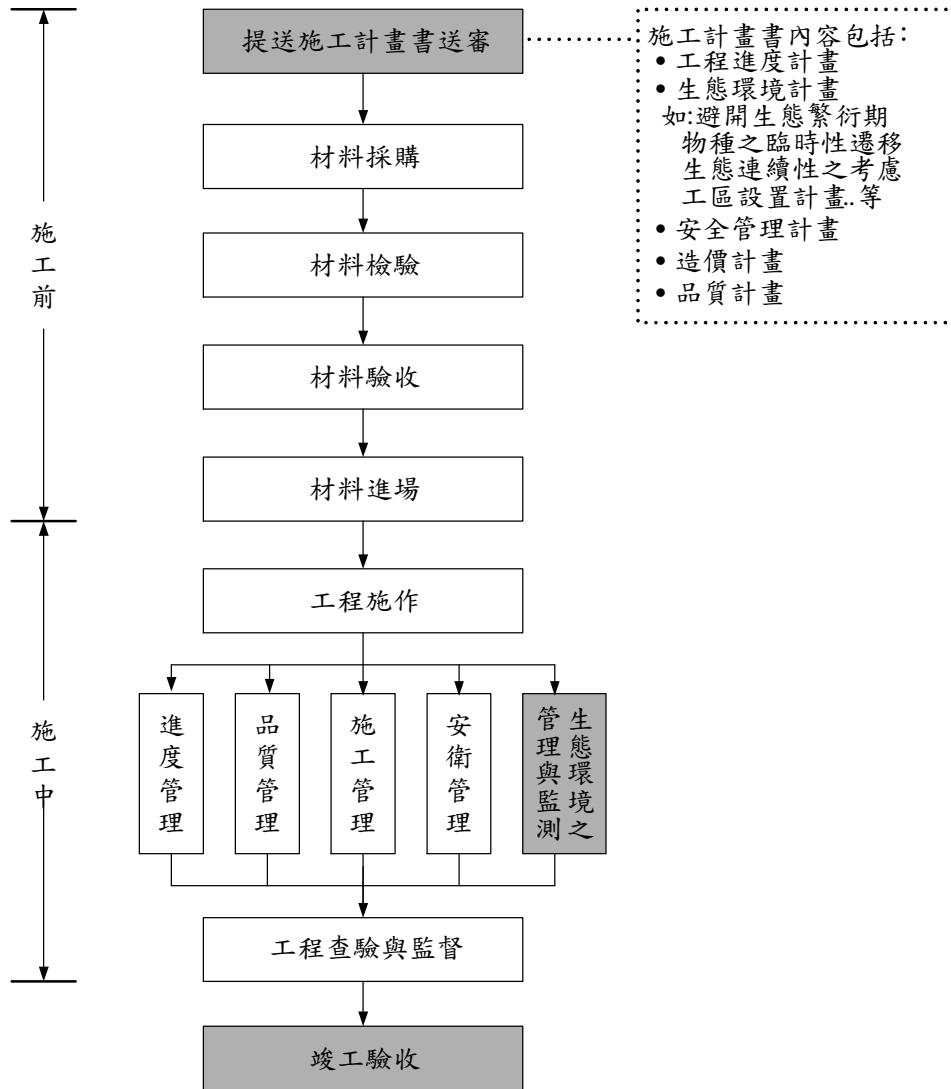 提送施工計畫書送審
施工計畫書內容包括:
• 工程進度計畫
• 生態環境計畫
如:避開生態繁衍期
物種之臨時性遷移
生態連續性之考慮
工區設置計畫..等
• 安全管理計畫
• 造價計畫
• 品質計畫
材料採購
施工前
材料檢驗
材料驗收
材料進場
工程施作
施工中
進度管理
品質管理
施工管理
安衛管理
生態環境之
管理與監測
工程查驗與監督
竣工驗收